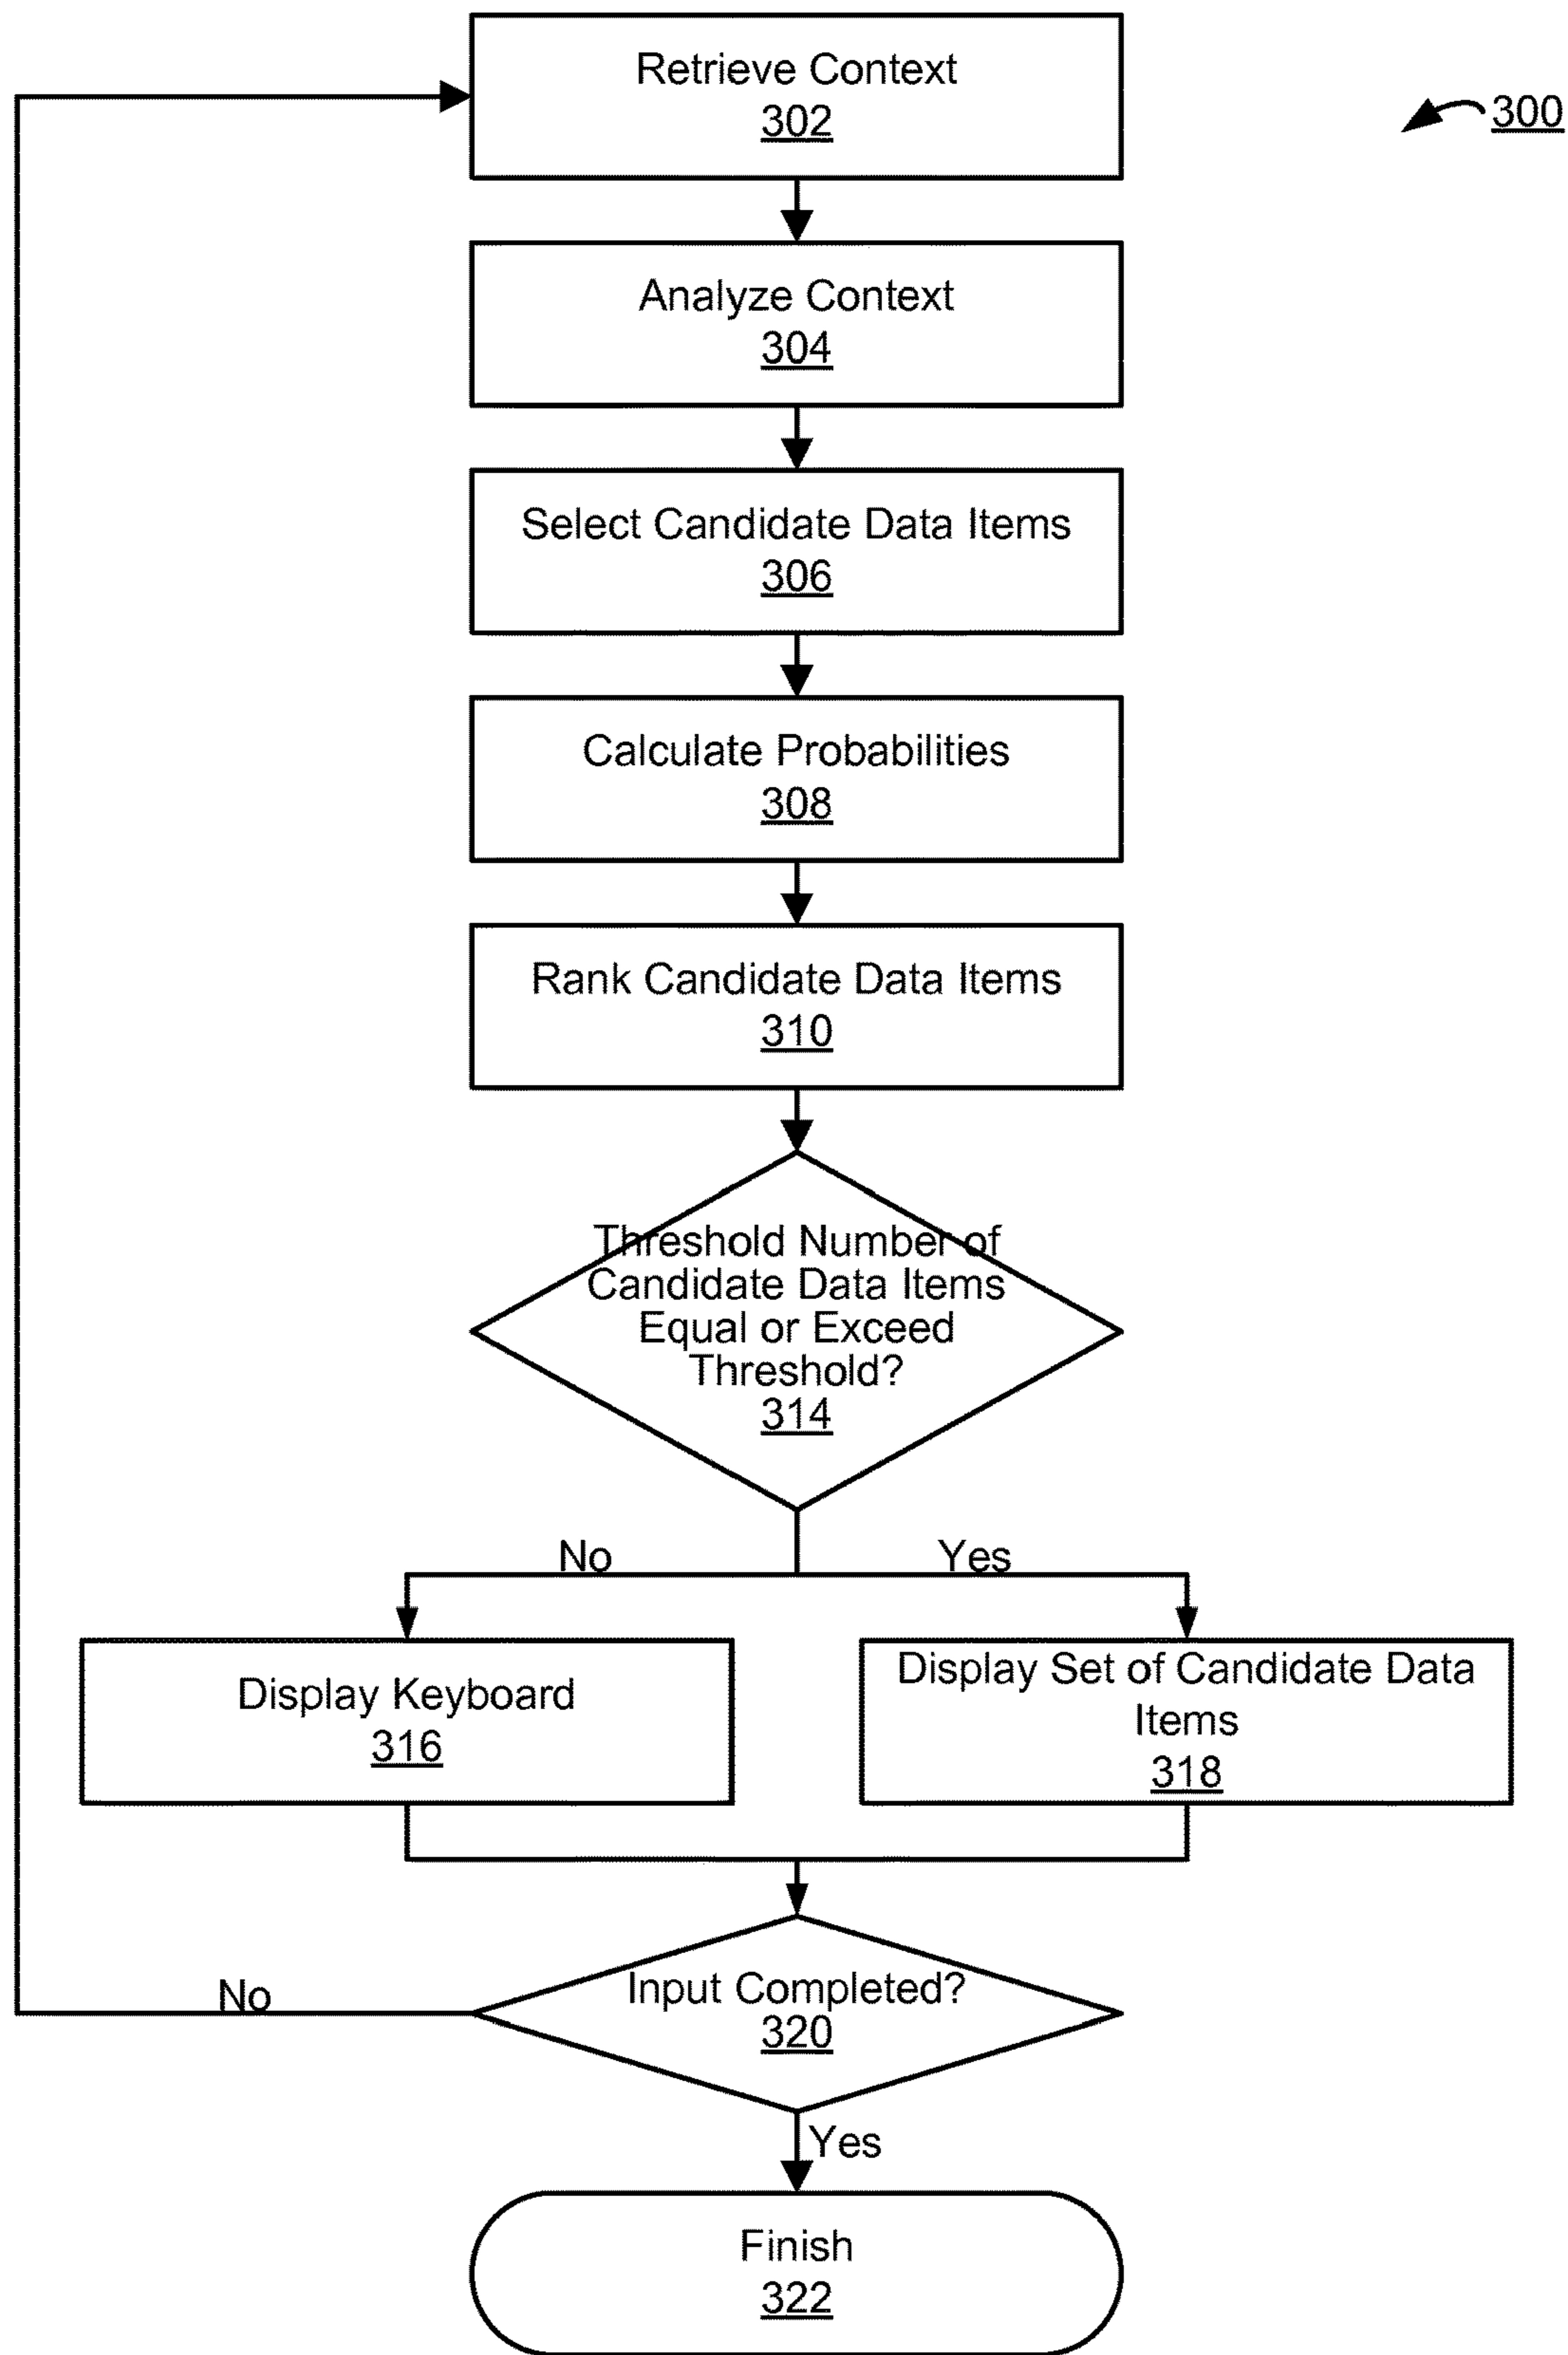 Retrieve Context
302
300
Analyze Context
304
Select Candidate Data Items
306
Calculate Probabilities
308
Rank Candidate Data Items
310
Threshold Number of
Candidate Data Items
Equal or Exceed
Threshold?
314
No
Yes
Display Keyboard
316
Display Set of Candidate Data
Items
318
Input Completed?
320
No
Yes
Finish
322